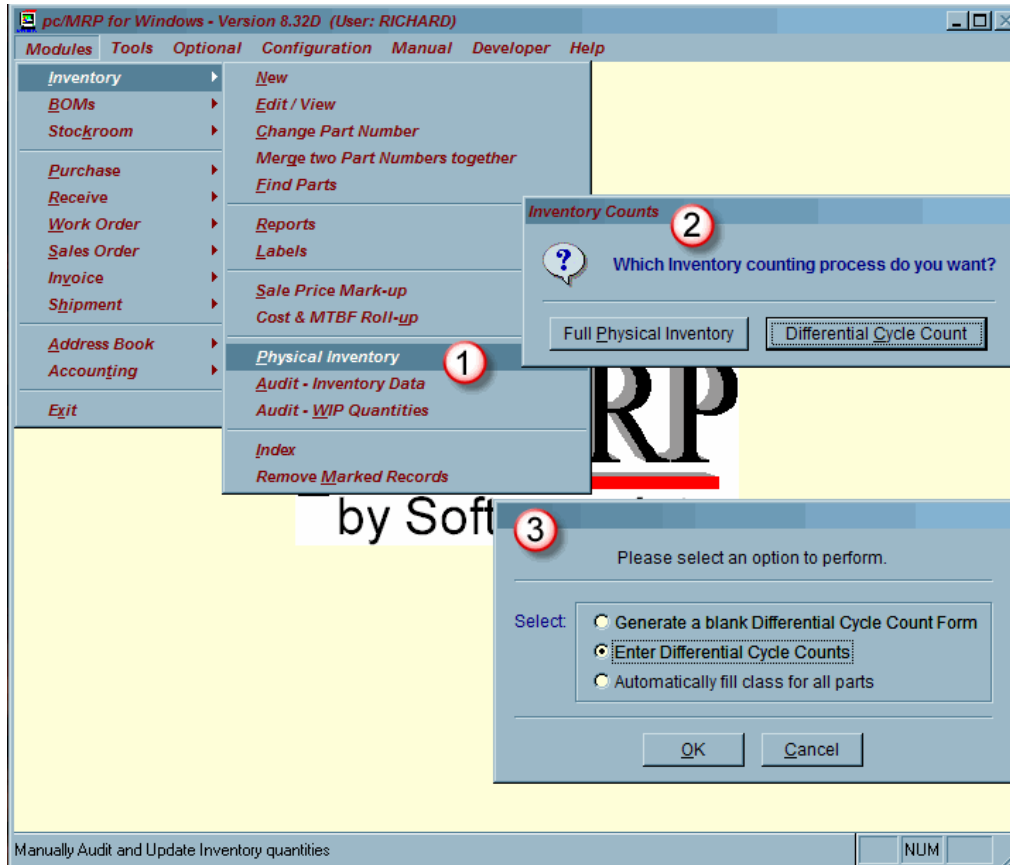 pc/MRP for Windows - Version 8.32D (User: RICHARD)
Modules Tools Optional Configuration Manual Developer Help
Inventory
BOMs
Stockroom
Purchase
Receive
Work Order
Sales Order
Invoice
Shipment
Address Book
Accounting
Exit
New
Edit / View
Change Part Number
Merge two Part Numbers together
Find Parts
Reports
Labels
Sale Price Mark-up
Cost & MTBF Roll-up
Physical Inventory
1
Audit - Inventory Data
Audit - WIP Quantities
Index
Remove Marked Records
Inventory Counts
2
Which Inventory counting process do you want?
Full Physical Inventory
Differential Cycle Count
RP
by Soft
3
Please select an option to perform.
Select:
Generate a blank Differential Cycle Count Form
Enter Differential Cycle Counts
Automatically fill class for all parts
OK
Cancel
Manually Audit and Update Inventory quantities
NUM